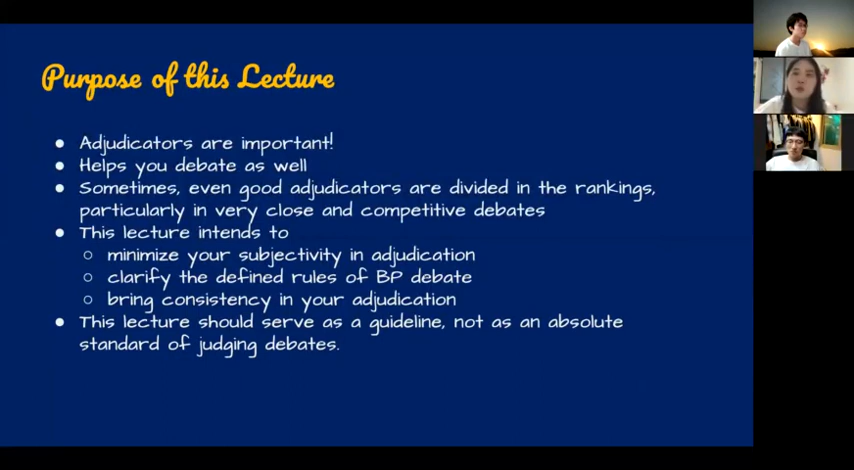 Purpose of this Lecture
● Adjudicators are important!
● Helps you debate as well
● Sometimes, even good adjudicators are divided in the rankings,
particularly in very close and competitive debates
● This lecture intends to
○ minimize your subjectivity in adjudication
○ clarify the defined rules of BP debate
○ bring consistency in your adjudication
● This lecture should serve as a guideline, not as an absolute
standard of judging debates.